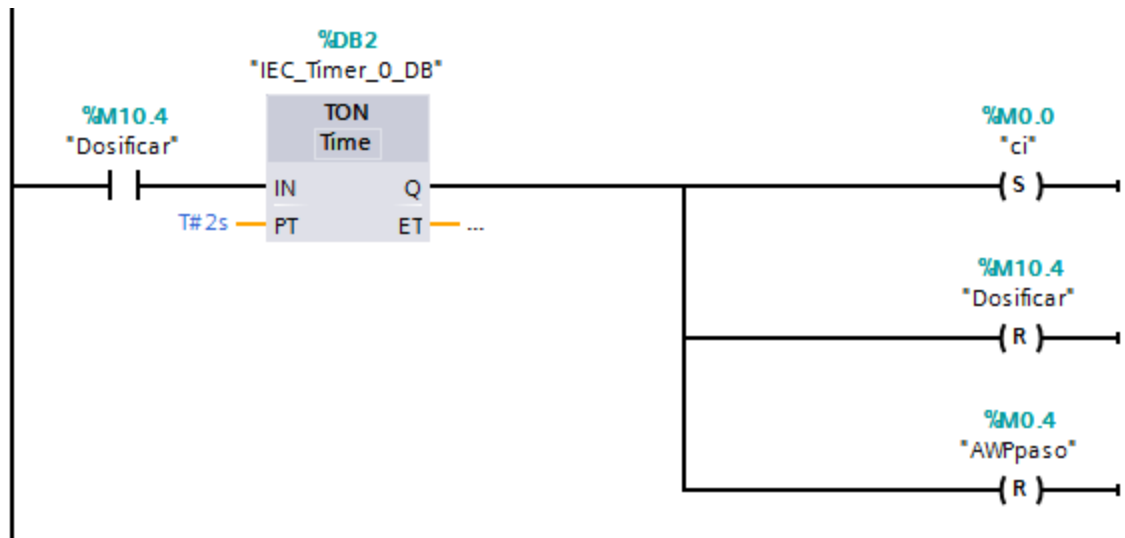 %DB2
"IEC_Timer_0_DB"
%M10.4
"Dosificar"
TON
Time
IN
Q
T#2s
PT
ET
...
%M0.0
"ci"
S
%M10.4
"Dosificar"
R
%M0.4
"AWPpaso"
R